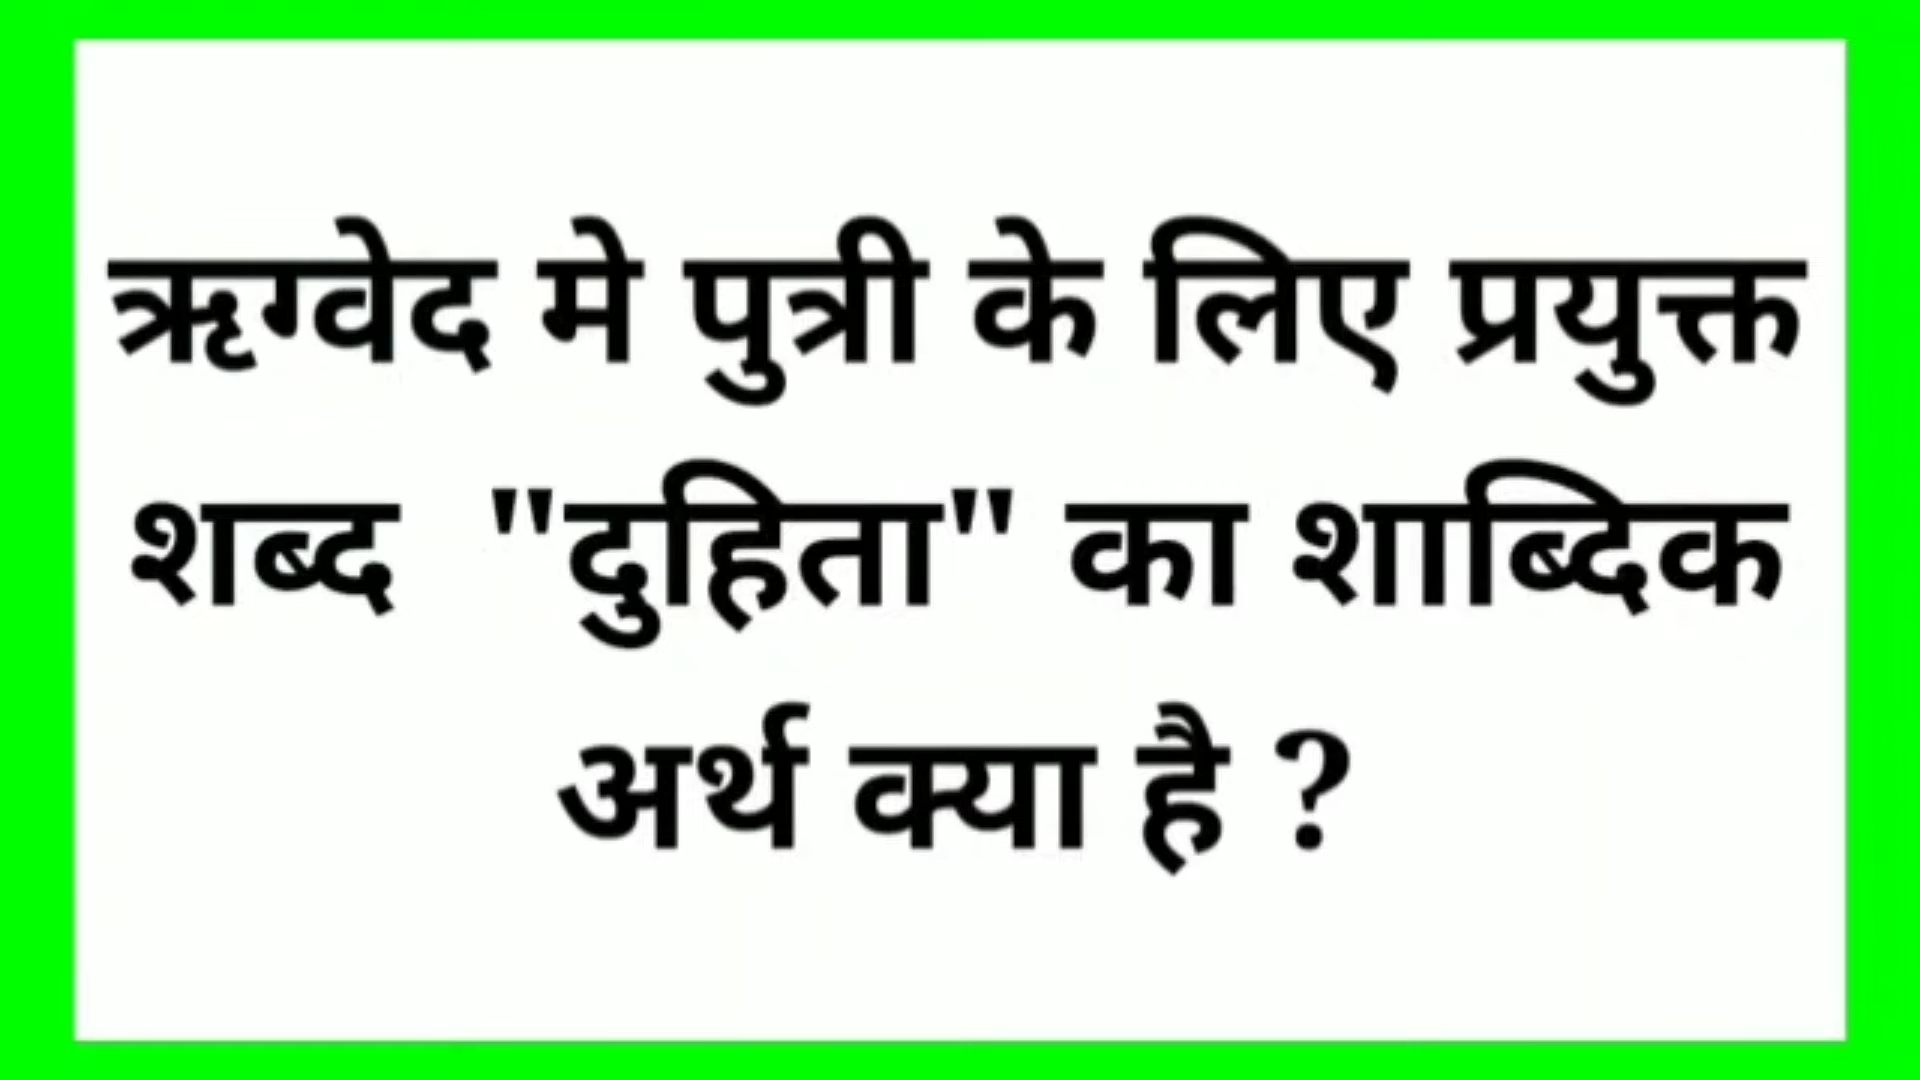 ऋग्वेद मे पुत्री के लिए प्रयुक्त
शब्द "दुहिता" का शाब्दिक
अर्थ क्या है ?